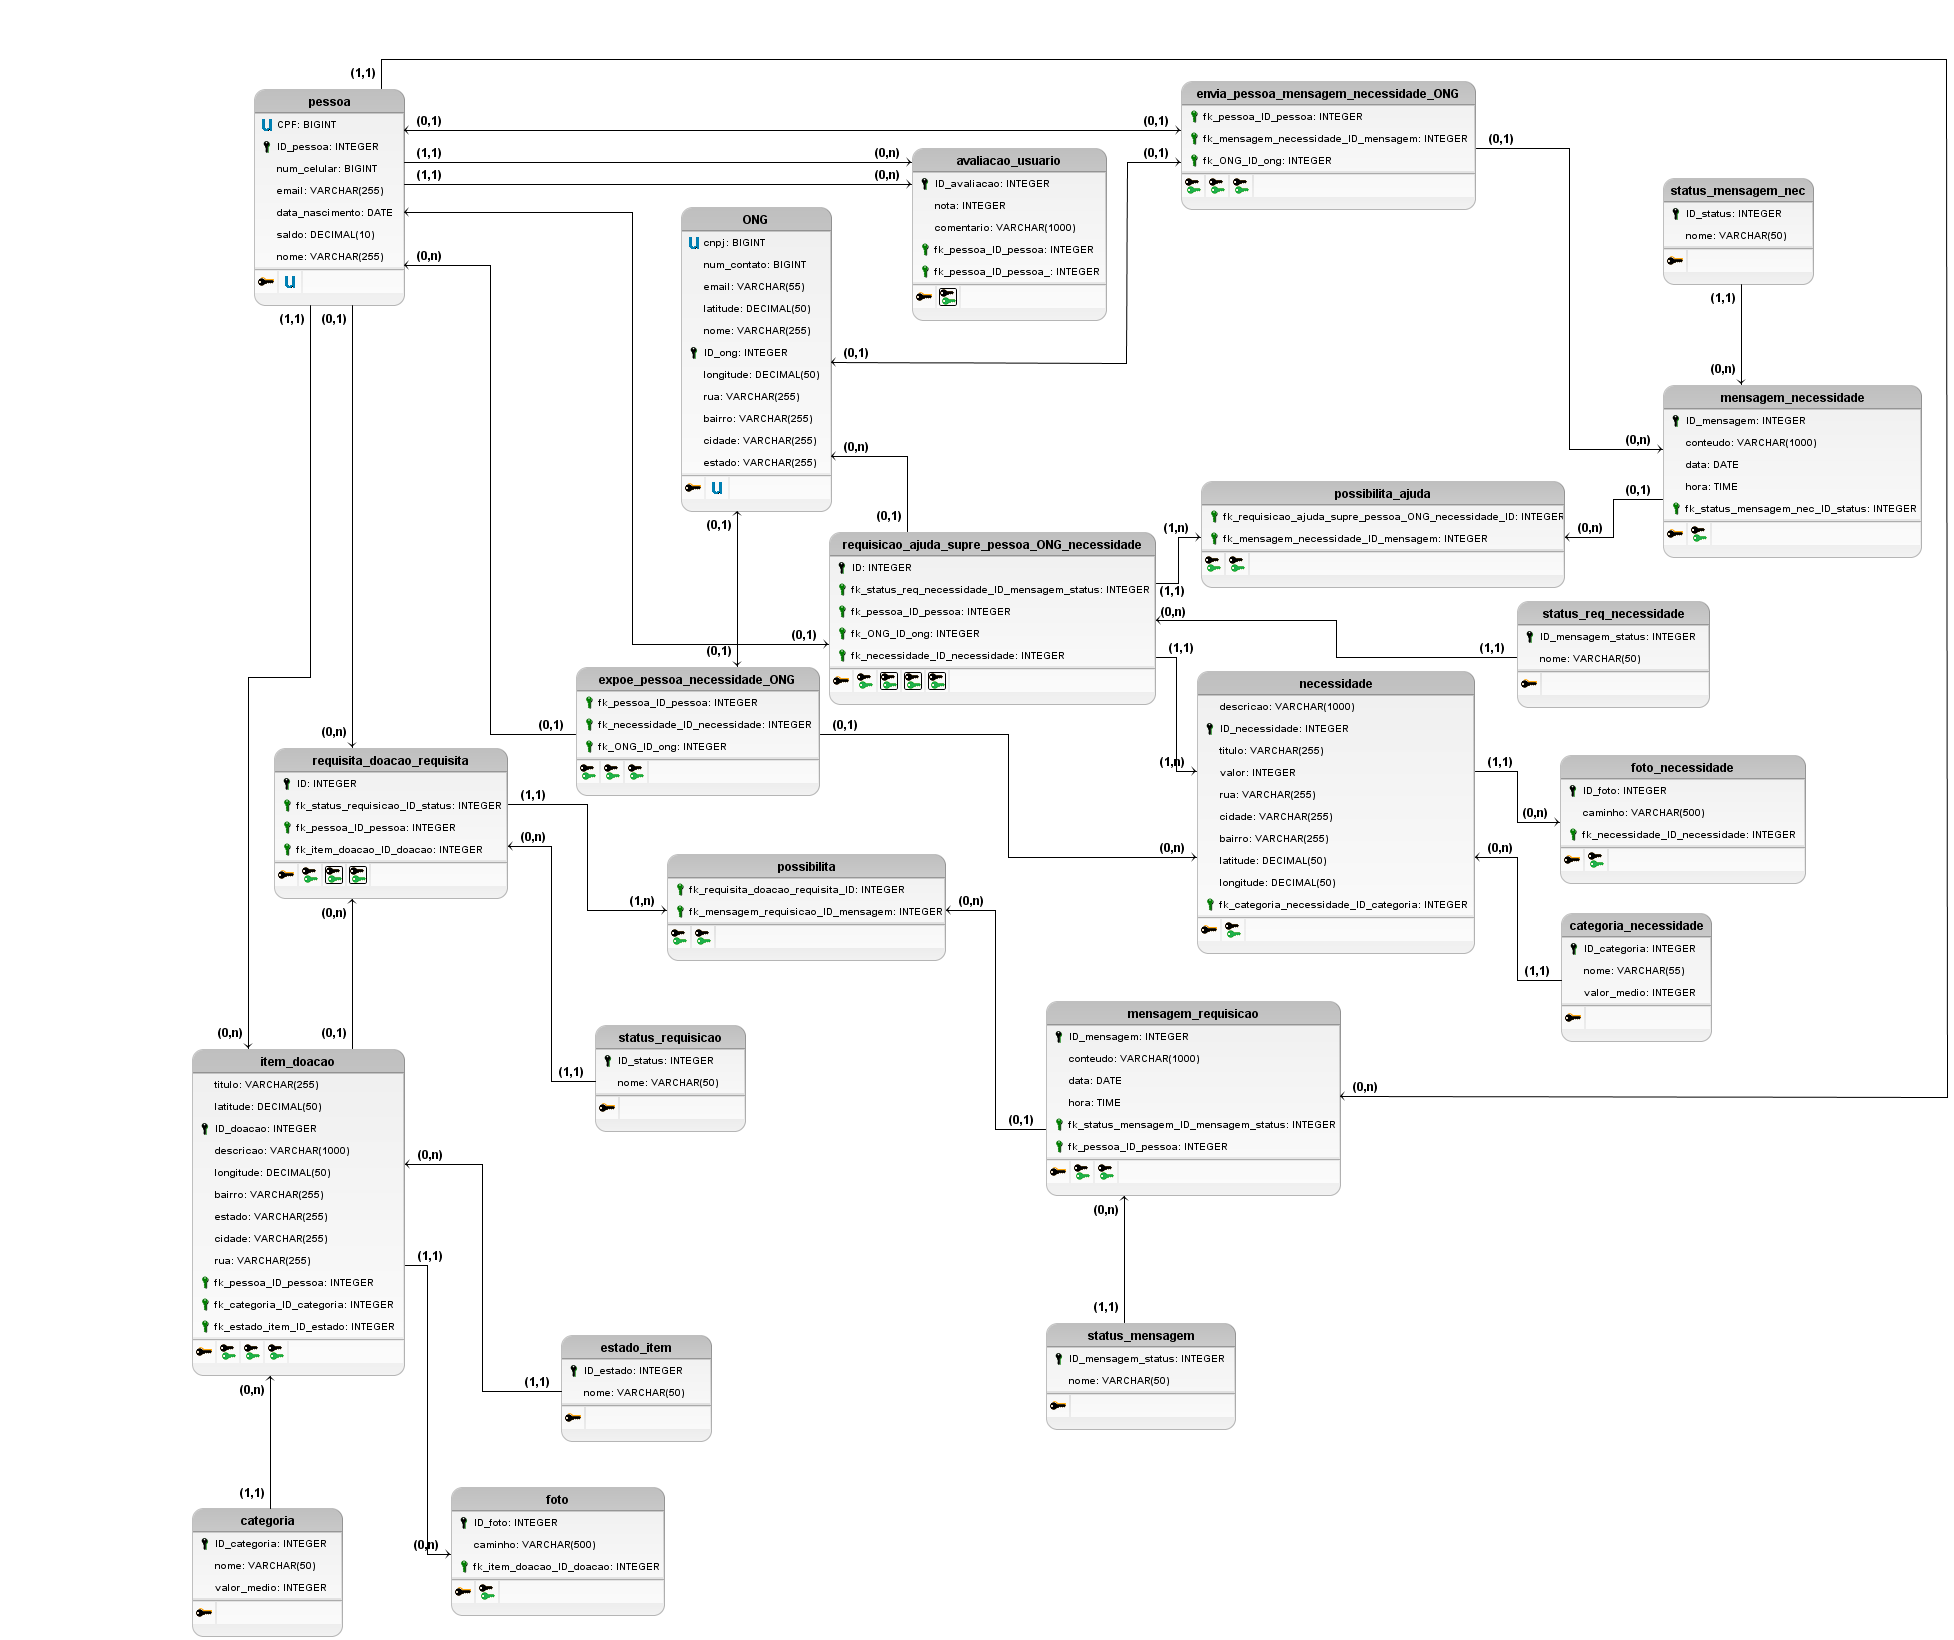 (1,1)
pessoa
CPF: BIGINT
ID_pessoa: INTEGER
num_celular: BIGINT
email: VARCHAR(255)
data_nascimento: DATE
saldo: DECIMAL(10)
nome: VARCHAR(255)
(0,1)
(1,1)
(1,1)
(0,n)
(1,1)
(0,1)
(0,1)
(0,n)
(0,n)
(0,1)
envia_pessoa_mensagem_necessidade_ONG
fk_pessoa_ID_pessoa: INTEGER
fk_mensagem_necessidade_ID_mensagem: INTEGER
fk_ONG_ID_ong: INTEGER
(0,1)
avaliacao_usuario
ID_avaliacao: INTEGER
nota: INTEGER
comentario: VARCHAR(1000)
fk_pessoa_ID_pessoa: INTEGER
fk_pessoa_ID_pessoa_: INTEGER
status_mensagem_nec
ID_status: INTEGER
nome: VARCHAR(50)
(1,1)
(0,n)
ONG
cnpj: BIGINT
num_contato: BIGINT
email: VARCHAR(55)
latitude: DECIMAL(50)
nome: VARCHAR(255)
ID_ong: INTEGER
longitude: DECIMAL(50)
rua: VARCHAR(255)
bairro: VARCHAR(255)
cidade: VARCHAR(255)
estado: VARCHAR(255)
(0,1)
(0,n)
(0,1)
(0,1)
(0,1)
(0,1)
mensagem_necessidade
ID_mensagem: INTEGER
conteudo: VARCHAR(1000)
data: DATE
hora: TIME
fk_status_mensagem_nec_ID_status: INTEGER
(0,n)
(0,1)
(0,n)
possibilita_ajuda
fk_requisicao_ajuda_supre_pessoa_ONG_necessidade_ID: INTEGER
fk_mensagem_necessidade_ID_mensagem: INTEGER
(1,n)
requisicao_ajuda_supre_pessoa_ONG_necessidade
ID: INTEGER
fk_status_req_necessidade_ID_mensagem_status: INTEGER
fk_pessoa_ID_pessoa: INTEGER
fk_ONG_ID_ong: INTEGER
fk_necessidade_ID_necessidade: INTEGER
(1,1)
(0,n)
(1,1)
(1,1)
status_req_necessidade
ID_mensagem_status: INTEGER
nome: VARCHAR(50)
expoe_pessoa_necessidade_ONG
fk_pessoa_ID_pessoa: INTEGER
fk_necessidade_ID_necessidade: INTEGER
fk_ONG_ID_ong: INTEGER
(0,1)
(0,1)
necessidade
descricao: VARCHAR(1000)
ID_necessidade: INTEGER
titulo: VARCHAR(255)
valor: INTEGER
rua: VARCHAR(255)
cidade: VARCHAR(255)
bairro: VARCHAR(255)
latitude: DECIMAL(50)
longitude: DECIMAL(50)
fk_categoria_necessidade_ID_categoria: INTEGER
(1,n)
(0,n)
(1,1)
(0,n)
(0,n)
foto_necessidade
ID_foto: INTEGER
caminho: VARCHAR(500)
fk_necessidade_ID_necessidade: INTEGER
categoria_necessidade
ID_categoria: INTEGER
nome: VARCHAR(55)
valor_medio: INTEGER
(1,1)
(0,n)
requisita_doacao_requisita
ID: INTEGER
fk_status_requisicao_ID_status: INTEGER
fk_pessoa_ID_pessoa: INTEGER
fk_item_doacao_ID_doacao: INTEGER
(1,1)
(0,n)
(0,n)
possibilita
fk_requisita_doacao_requisita_ID: INTEGER
fk_mensagem_requisicao_ID_mensagem: INTEGER
(1,n)
(0,n)
mensagem_requisicao
ID_mensagem: INTEGER
conteudo: VARCHAR(1000)
data: DATE
hora: TIME
fk_status_mensagem_ID_mensagem_status: INTEGER
fk_pessoa_ID_pessoa: INTEGER
(0,1)
(0,n)
(0,n)
(1,1)
status_requisicao
ID_status: INTEGER
nome: VARCHAR(50)
(1,1)
(0,n)
(0,1)
item_doacao
titulo: VARCHAR(255)
latitude: DECIMAL(50)
ID_doacao: INTEGER
descricao: VARCHAR(1000)
longitude: DECIMAL(50)
bairro: VARCHAR(255)
estado: VARCHAR(255)
cidade: VARCHAR(255)
rua: VARCHAR(255)
fk_pessoa_ID_pessoa: INTEGER
fk_categoria_ID_categoria: INTEGER
fk_estado_item_ID_estado: INTEGER
(0,n)
(1,1)
(0,n)
estado_item
ID_estado: INTEGER
nome: VARCHAR(50)
(1,1)
status_mensagem
ID_mensagem_status: INTEGER
nome: VARCHAR(50)
(1,1)
categoria
ID_categoria: INTEGER
nome: VARCHAR(50)
valor_medio: INTEGER
(0,n)
foto
ID_foto: INTEGER
caminho: VARCHAR(500)
fk_item_doacao_ID_doacao: INTEGER